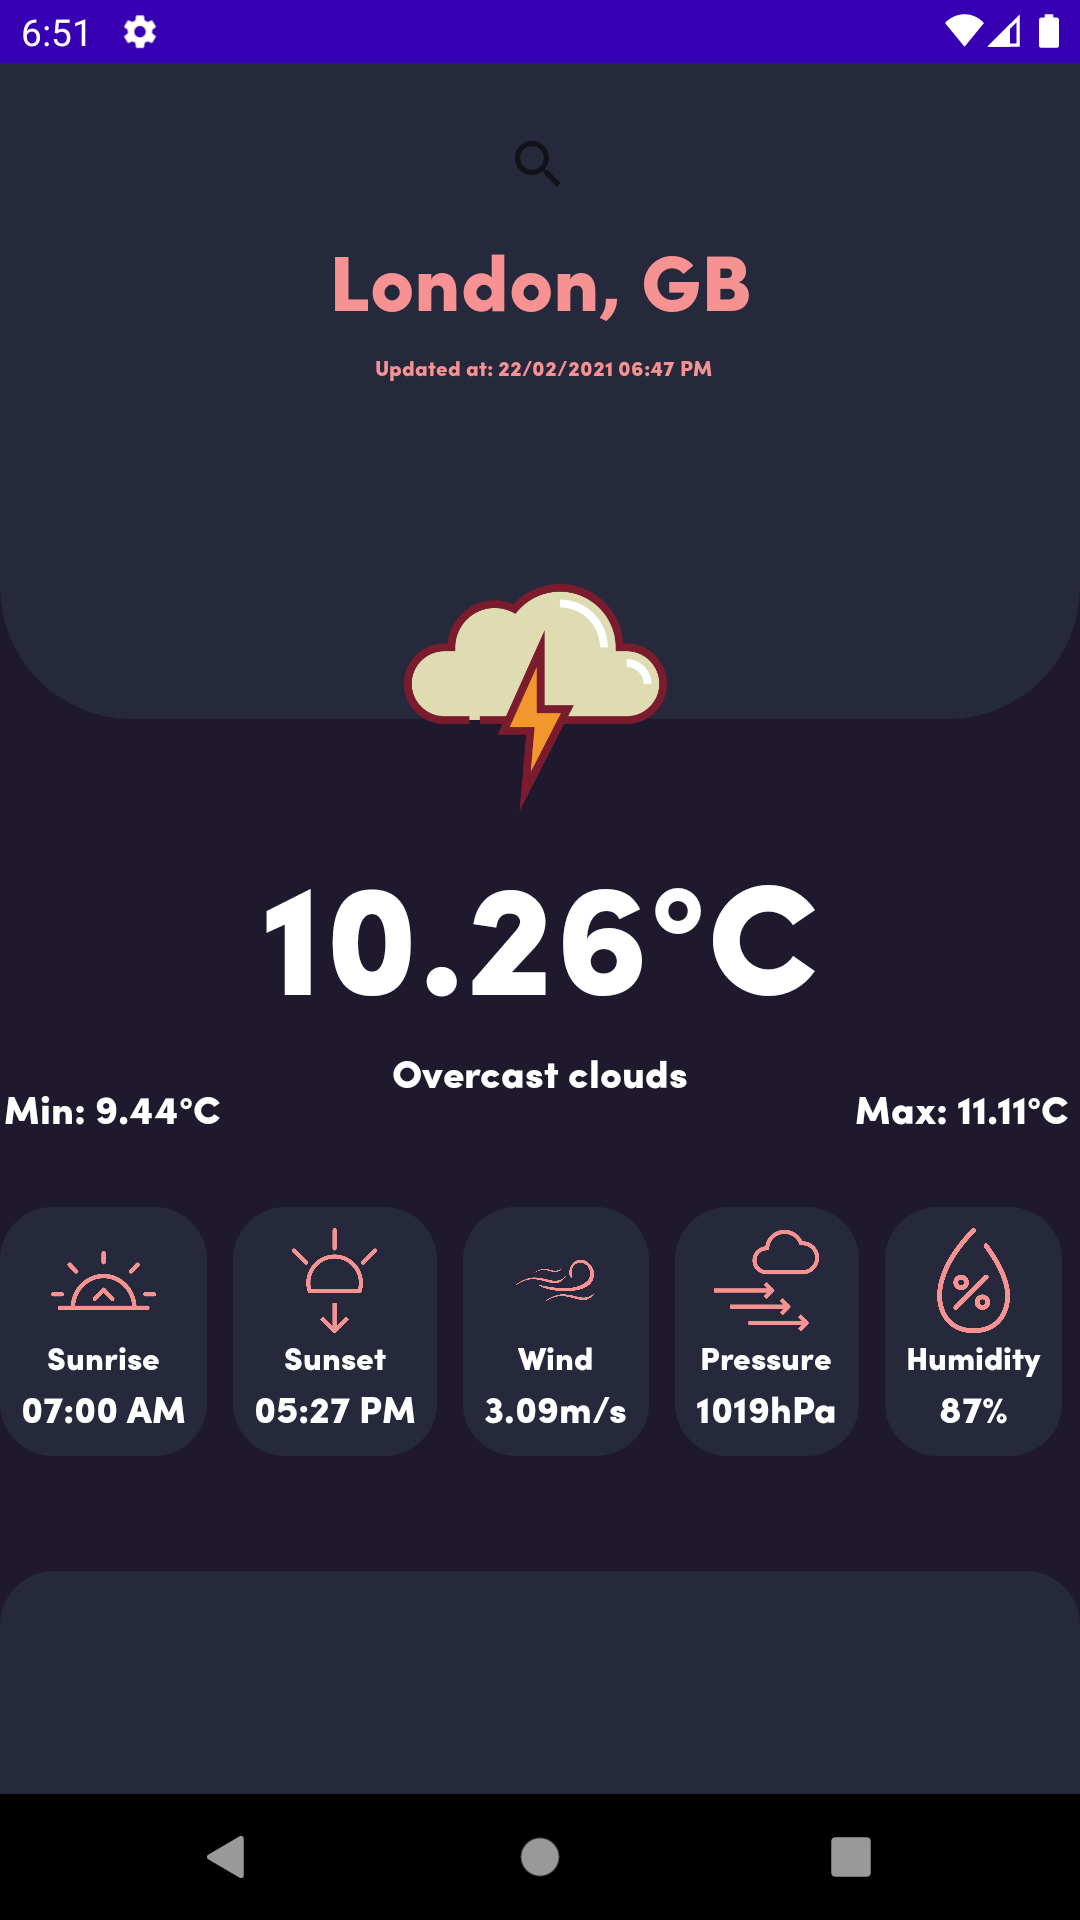 6:51
London, GB
Updated at: 22/02/2021 06:47 PM
10.26°C
Overcast clouds
Min: 9.44°C
Max: 11.11°C
Sunrise
07:00 AM
Sunset
05:27 PM
Wind
3.09m/s
Pressure
1019hPa
Humidity
87%